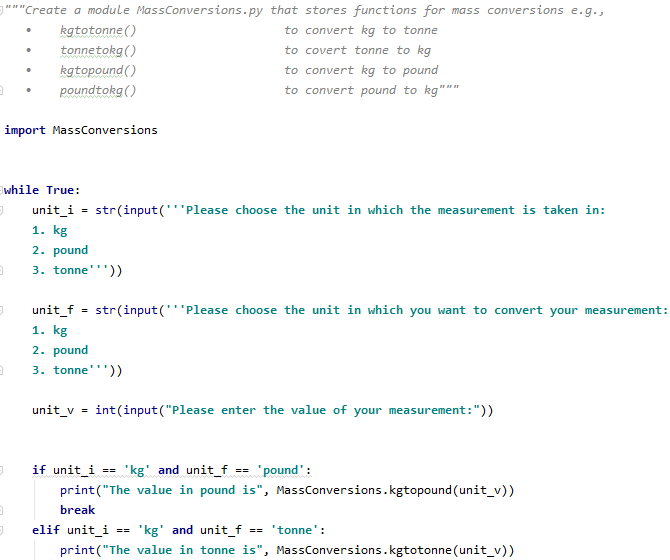 """Create a module MassConversions.py that stores functions for mass conversions e.g.,
• kgtotonne() to convert kg to tonne
• tonnetokg() to covert tonne to kg
• kgtopound() to convert kg to pound
• poundtokg() to convert pound to kg"""
import MassConversions
while True:
unit_i = str(input('''Please choose the unit in which the measurement is taken in:
1. kg
2. pound
3. tonne'''))
unit_f = str(input('''Please choose the unit in which you want to convert your measurement:
1. kg
2. pound
3. tonne'''))
unit_v = int(input("Please enter the value of your measurement:"))
if unit_i == 'kg' and unit_f == 'pound':
print("The value in pound is", MassConversions.kgtopound(unit_v))
break
elif unit_i == 'kg' and unit_f == 'tonne':
print("The value in tonne is", MassConversions.kgtotonne(unit_v))